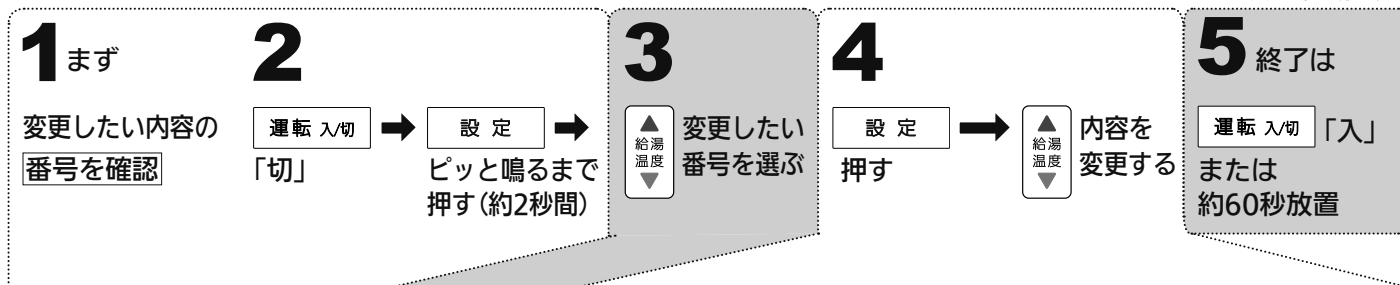 1 まず
変更したい内容の
番号を確認
2
運転 入/切 ➡ 設定 ➡
「切」
ピッと鳴るまで
押す(約2秒間)
3
▲
給湯
温度
▼
変更したい
番号を選ぶ
4
設定 ➡
押す
▲
給湯
温度
▼
内容を
変更する
5 終了は
運転 入/切 「入」
または
約60秒放置